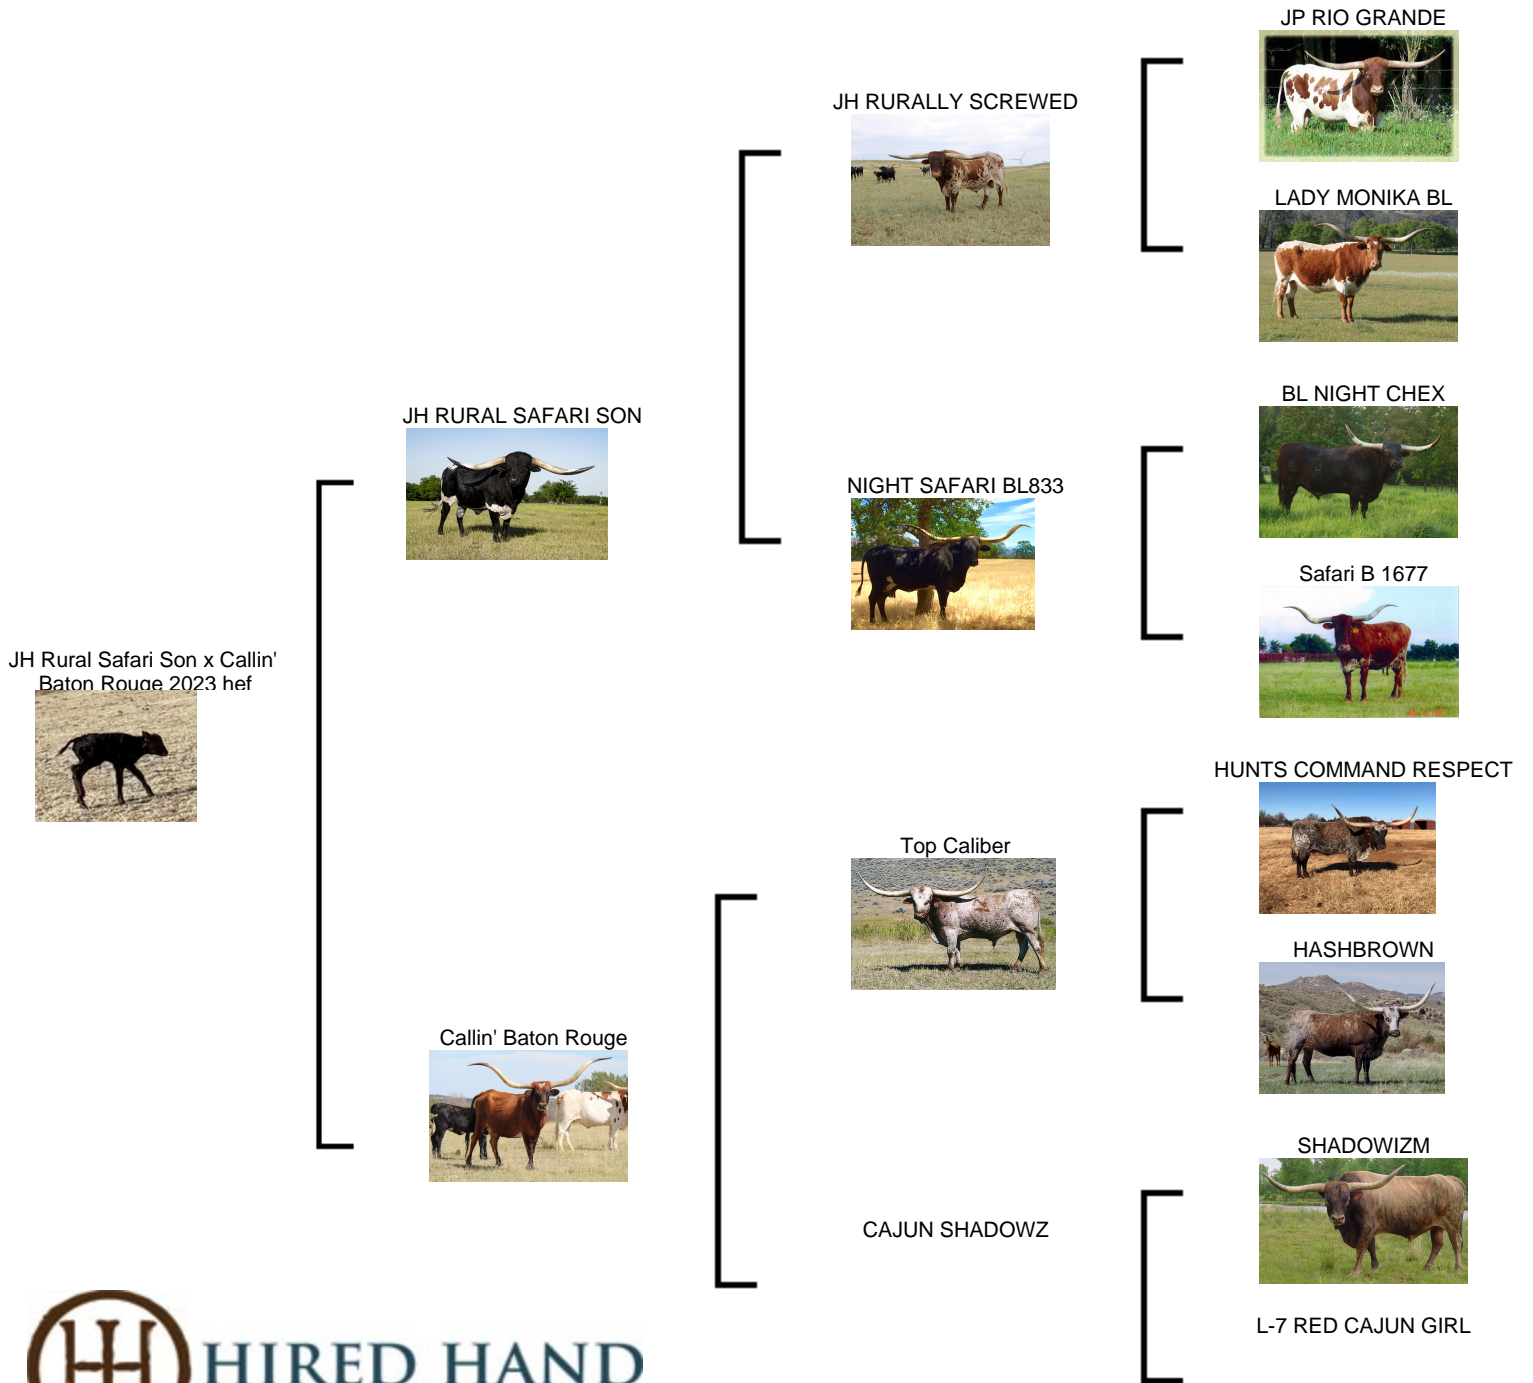 JP RIO GRANDE
JH RURALLY SCREWED
LADY MONIKA BL
BL NIGHT CHEX
JH RURAL SAFARI SON
NIGHT SAFARI BL833
Safari B 1677
JH Rural Safari Son x Callin'
Baton Rouge 2023 hef
HUNTS COMMAND RESPECT
Top Caliber
HASHBROWN
Callin' Baton Rouge
SHADOWIZM
CAJUN SHADOWZ
L-7 RED CAJUN GIRL
HIRED HAND